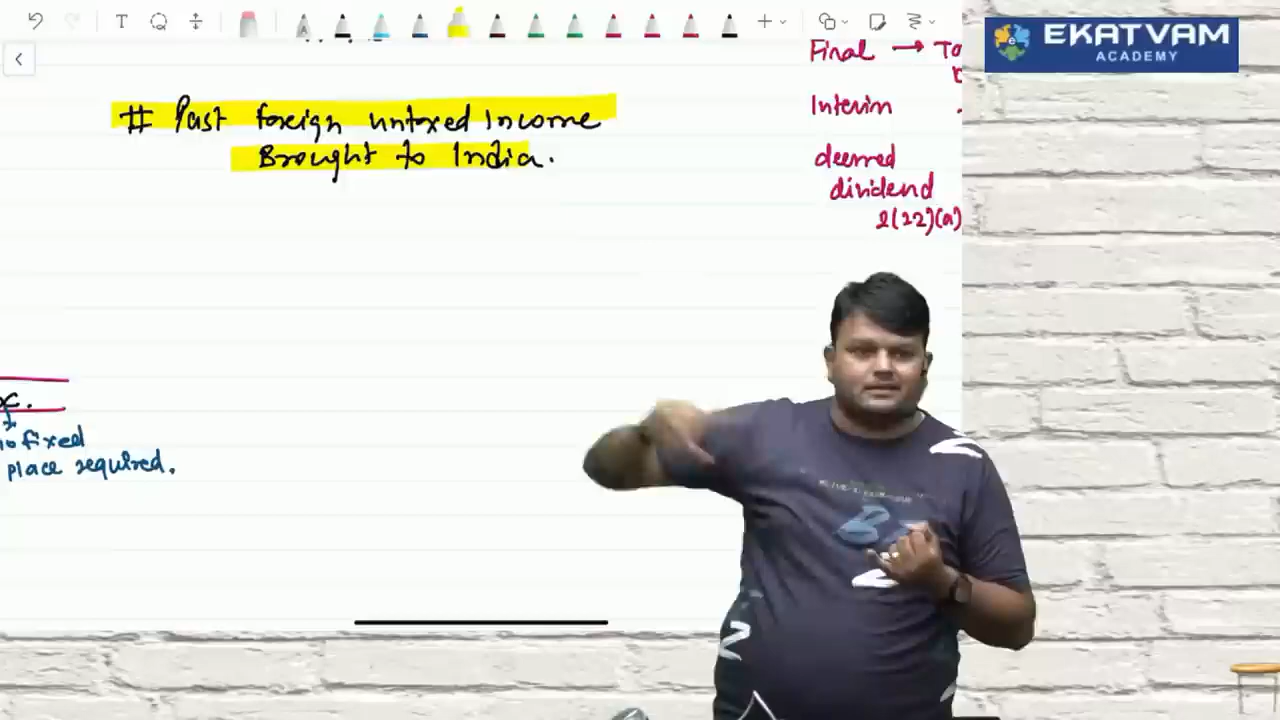 # Past foreign untaxed Income
Brought to India.
Final → To
Interim
deemed
dividend
2(22)(a)
fixed
place required.
EKATVAM
ACADEMY